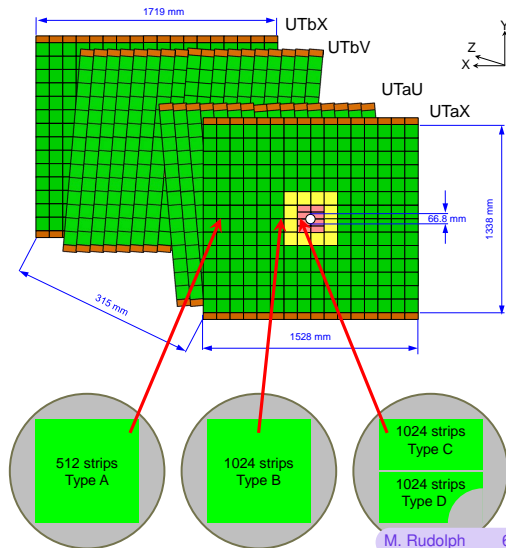 1719 mm
UTbX
UTbV
Y
Z
X
UTaU
UTaX
66.8 mm
1338 mm
315 mm
1528 mm
512 strips
Type A
1024 strips
Type B
1024 strips
Type C
1024 strips
Type D
M. Rudolph 6